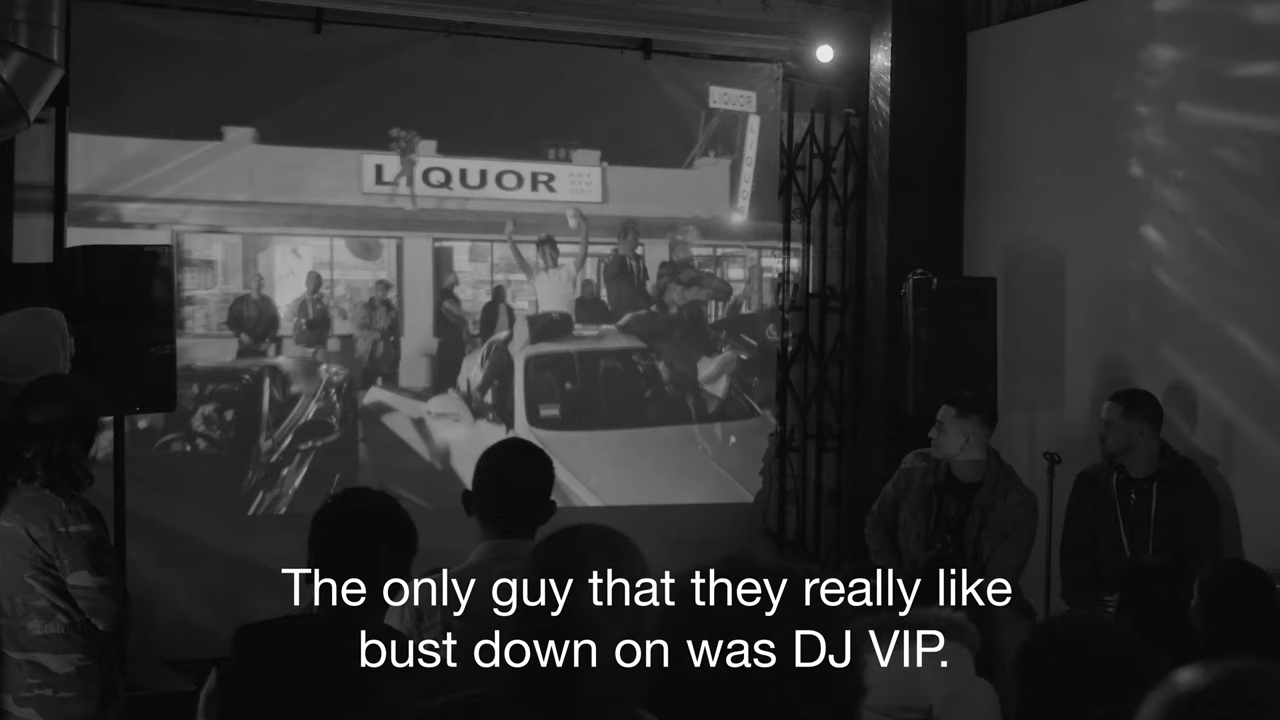 LIQUOR
LIQUOR
LIQUOR
The only guy that they really like
bust down on was DJ VIP.